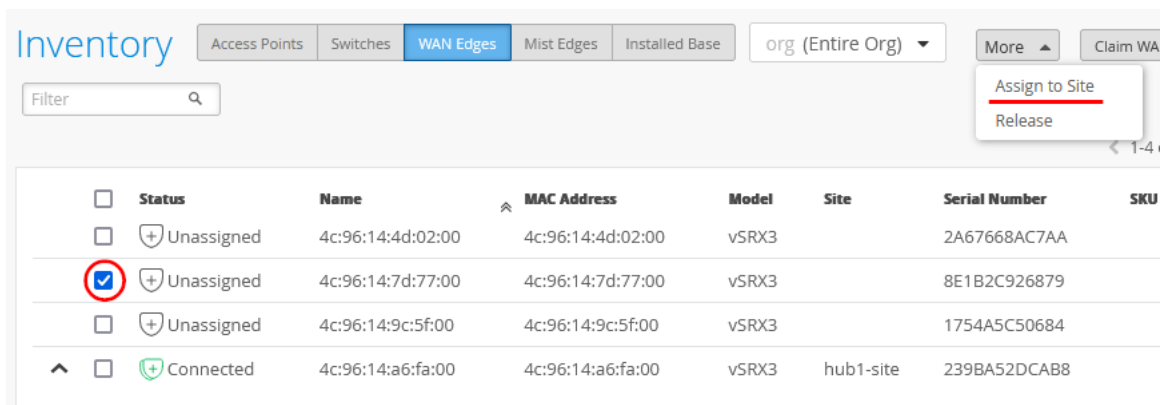 Inventory Access Points Switches WAN Edges Mist Edges Installed Base org (Entire Org) More Claim WA
Assign to Site
Filter
Release
1-4
Status Name MAC Address Model Site Serial Number SKU
Unassigned 4c:96:14:4d:02:00 4c:96:14:4d:02:00 vSRX3 2A67668AC7AA
Unassigned 4c:96:14:7d:77:00 4c:96:14:7d:77:00 vSRX3 8E1B2C926879
Unassigned 4c:96:14:9c:5f:00 4c:96:14:9c:5f:00 vSRX3 1754A5C50684
Connected 4c:96:14:a6:fa:00 4c:96:14:a6:fa:00 vSRX3 hub1-site 239BA52DCAB8